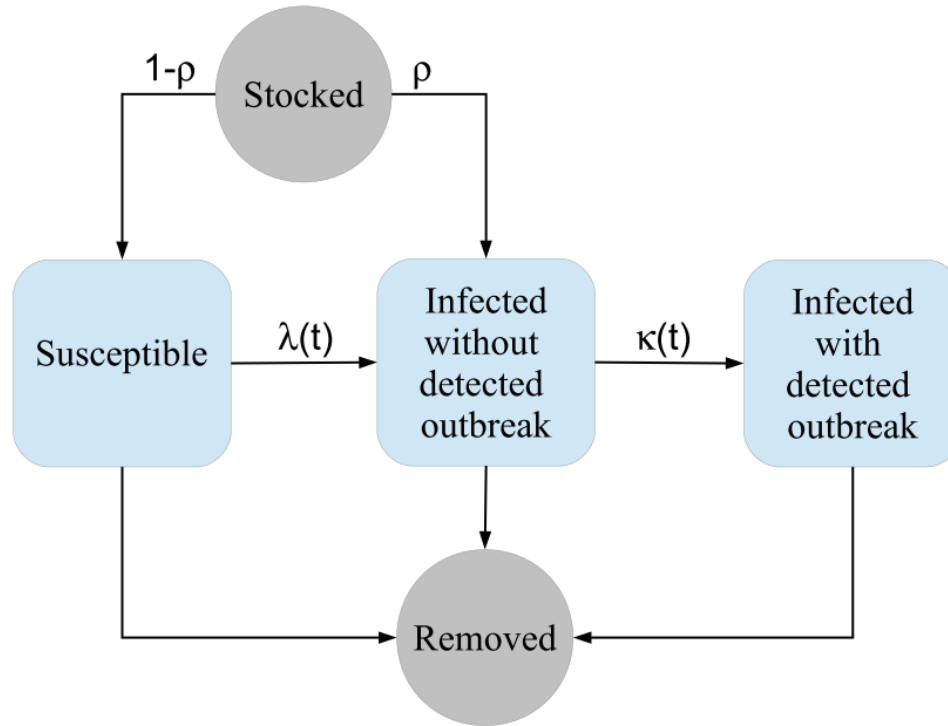 1-ρ
Stocked
ρ
Susceptible
λ(t)
Infected
without
detected
outbreak
κ(t)
Infected
with
detected
outbreak
Removed